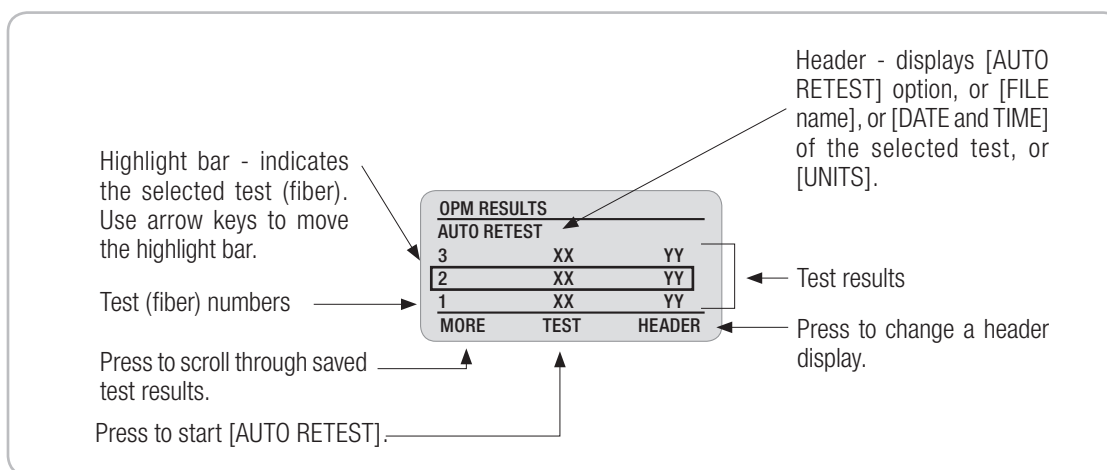 Header - displays [AUTO
RETEST] option, or [FILE
name], or [DATE and TIME]
of the selected test, or
[UNITS].
Highlight bar - indicates
the selected test (fiber).
Use arrow keys to move
the highlight bar.
Test (fiber) numbers
Press to scroll through saved
test results.
Press to start [AUTO RETEST].
OPM RESULTS
AUTO RETEST
3 XX YY
2 XX YY
1 XX YY
MORE TEST HEADER
Test results
Press to change a header
display.